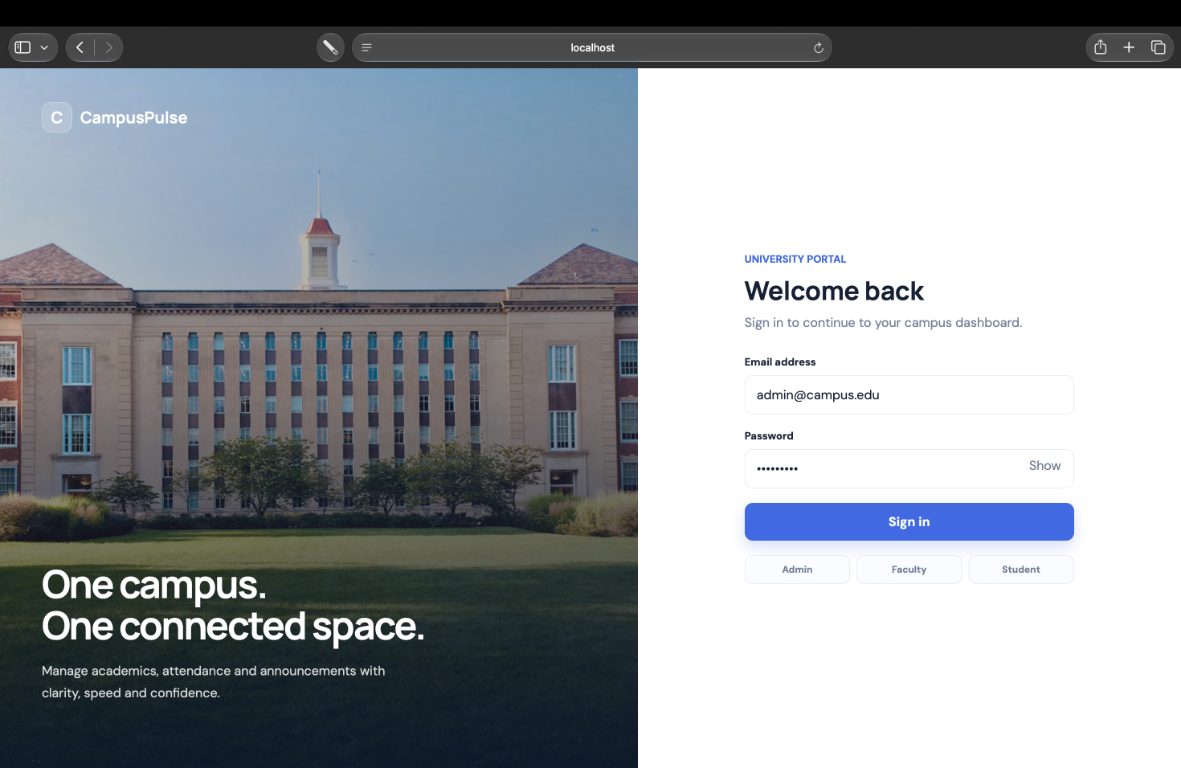 localhost
C CampusPulse
One campus.
One connected space.
Manage academics, attendance and announcements with
clarity, speed and confidence.
UNIVERSITY PORTAL
Welcome back
Sign in to continue to your campus dashboard.
Email address
admin@campus.edu
Password
•••••••••
Show
Sign in
Admin
Faculty
Student